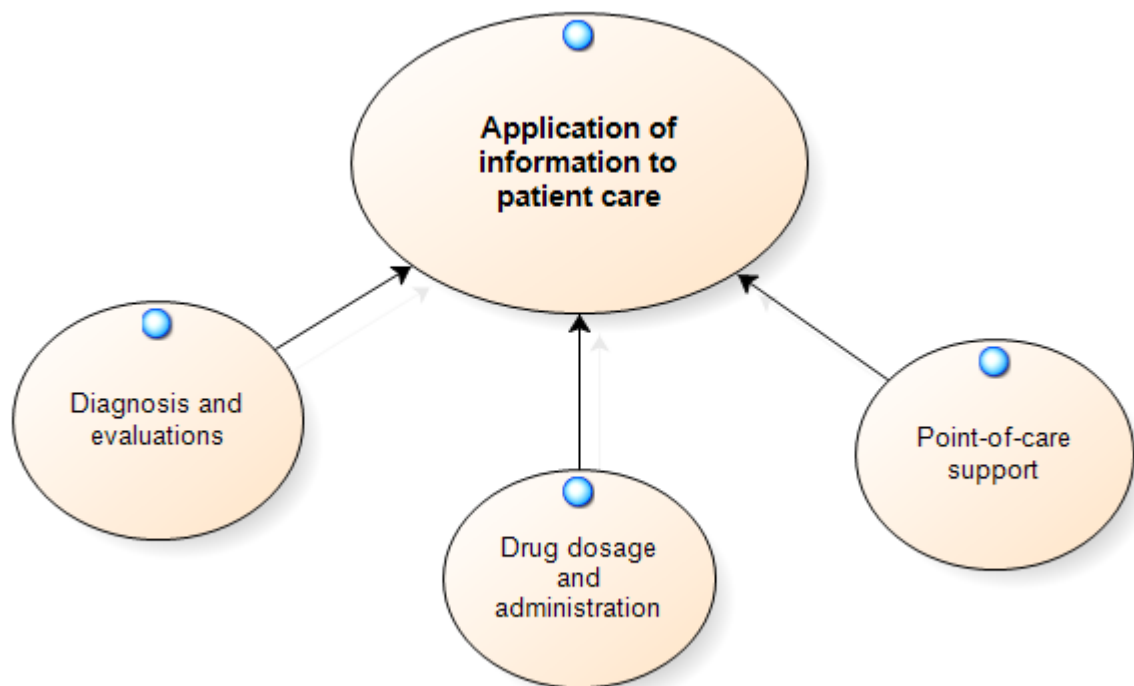 Application of
information to
patient care
Diagnosis and
evaluations
Drug dosage
and
administration
Point-of-care
support